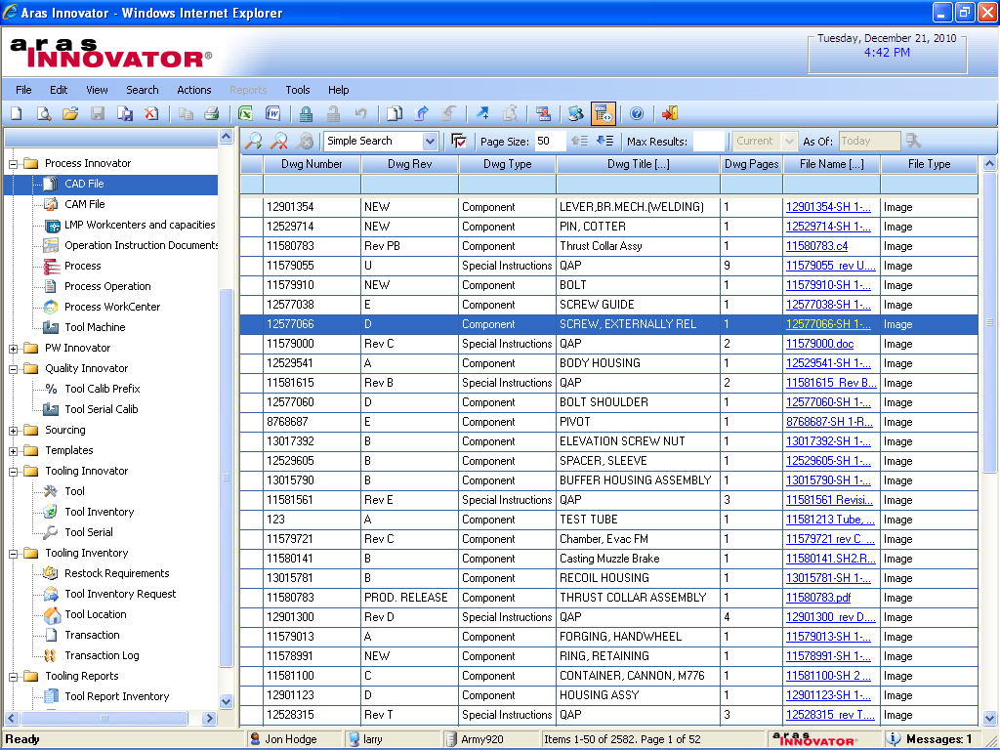 Aras Innovator - Windows Internet Explorer
aras
INNOVATOR®
Tuesday, December 21, 2010
4:42 PM
File Edit View Search Actions Reports Tools Help
Simple Search Page Size: 50 Max Results: Current As Of: Today
Process Innovator
CAD File
CAM File
LMP Workcenters and capacities
Operation Instruction Documents
Process
Process Operation
Process WorkCenter
Tool Machine
PW Innovator
Quality Innovator
Tool Calib Prefix
Tool Serial Calib
Sourcing
Templates
Tooling Innovator
Tool
Tool Inventory
Tool Serial
Tooling Inventory
Restock Requirements
Tool Inventory Request
Tool Location
Transaction
Transaction Log
Tooling Reports
Tool Report Inventory
Dwg Number Dwg Rev Dwg Type Dwg Title [...] Dwg Pages File Name [...] File Type
12901354 NEW Component LEVER,BR.MECH.(WELDING) 1 12901354-SH 1-... Image
12529714 NEW Component PIN, COTTER 1 12529714-SH 1-... Image
11580783 Rev PB Component Thrust Collar Assy 1 11580783.c4 Image
11579055 U Special Instructions QAP 9 11579055 rev U.... Image
11579910 NEW Component BOLT 1 11579910-SH 1-... Image
12577038 E Component SCREW GUIDE 1 12577038-SH 1-... Image
12577066 D Component SCREW, EXTERNALLY REL 1 12577066-SH 1-... Image
11579000 Rev C Special Instructions QAP 2 11579000.doc Image
12529541 A Component BODY HOUSING 1 12529541-SH 1-... Image
11581615 Rev B Special Instructions QAP 2 11581615 Rev B... Image
12577060 D Component BOLT SHOULDER 1 12577060-SH 1-... Image
8768687 E Component PIVOT 1 8768687-SH 1-R... Image
13017392 B Component ELEVATION SCREW NUT 1 13017392-SH 1-... Image
12529605 B Component SPACER, SLEEVE 1 12529605-SH 1-... Image
13015790 B Component BUFFER HOUSING ASSEMBLY 1 13015790-SH 1-... Image
11581561 Rev E Special Instructions QAP 3 11581561 Revisi... Image
123 A Component TEST TUBE 1 11581213 Tube, ... Image
11579721 Rev C Component Chamber, Evac FM 1 11579721 rev C ... Image
11580141 B Component Casting Muzzle Brake 1 11580141.SH2.R... Image
13015781 B Component RECOIL HOUSING 1 13015781-SH 1-... Image
11580783 PROD. RELEASE Component THRUST COLLAR ASSEMBLY 1 11580783.pdf Image
12901300 Rev D Special Instructions QAP 4 12901300 rev D.... Image
11579013 A Component FORGING, HANDWHEEL 1 11579013-SH 1-... Image
11578991 NEW Component RING, RETAINING 1 11578991-SH 1-... Image
11581100 C Component CONTAINER, CANNON, M776 1 11581100-SH 2 ... Image
12901123 D Component HOUSING ASSY 1 12901123-SH 1-... Image
12528315 Rev T Special Instructions QAP 3 12528315 rev T.... Image
Ready Jon Hodge larry Army920 Items 1-50 of 2582. Page 1 of 52 aras INNOVATOR Messages: 1